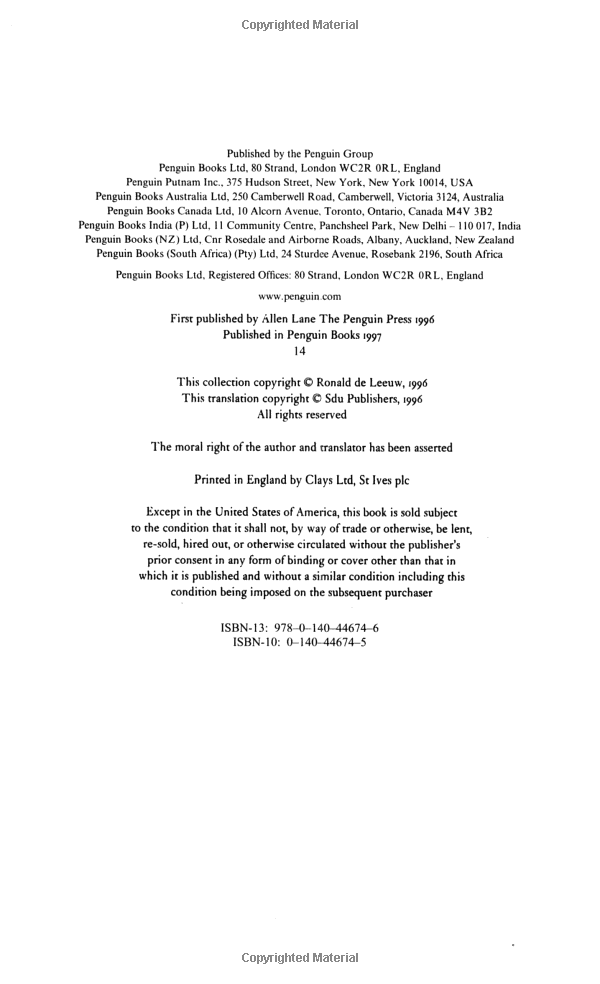 Copyrighted Material
Published by the Penguin Group
Penguin Books Ltd, 80 Strand, London WC2R 0RL, England
Penguin Putnam Inc., 375 Hudson Street, New York, New York 10014, USA
Penguin Books Australia Ltd, 250 Camberwell Road, Camberwell, Victoria 3124, Australia
Penguin Books Canada Ltd, 10 Alcorn Avenue, Toronto, Ontario, Canada M4V 3B2
Penguin Books India (P) Ltd, 11 Community Centre, Panchsheel Park, New Delhi – 110 017, India
Penguin Books (NZ) Ltd, Cnr Rosedale and Airborne Roads, Albany, Auckland, New Zealand
Penguin Books (South Africa) (Pty) Ltd, 24 Sturdee Avenue, Rosebank 2196, South Africa
Penguin Books Ltd, Registered Offices: 80 Strand, London WC2R 0RL, England
www.penguin.com
First published by Allen Lane The Penguin Press 1996
Published in Penguin Books 1997
14
This collection copyright © Ronald de Leeuw, 1996
This translation copyright © Sdu Publishers, 1996
All rights reserved
The moral right of the author and translator has been asserted
Printed in England by Clays Ltd, St Ives plc
Except in the United States of America, this book is sold subject
to the condition that it shall not, by way of trade or otherwise, be lent,
re-sold, hired out, or otherwise circulated without the publisher's
prior consent in any form of binding or cover other than that in
which it is published and without a similar condition including this
condition being imposed on the subsequent purchaser
ISBN-13: 978–0–140–44674–6
ISBN-10: 0–140–44674–5
Copyrighted Material